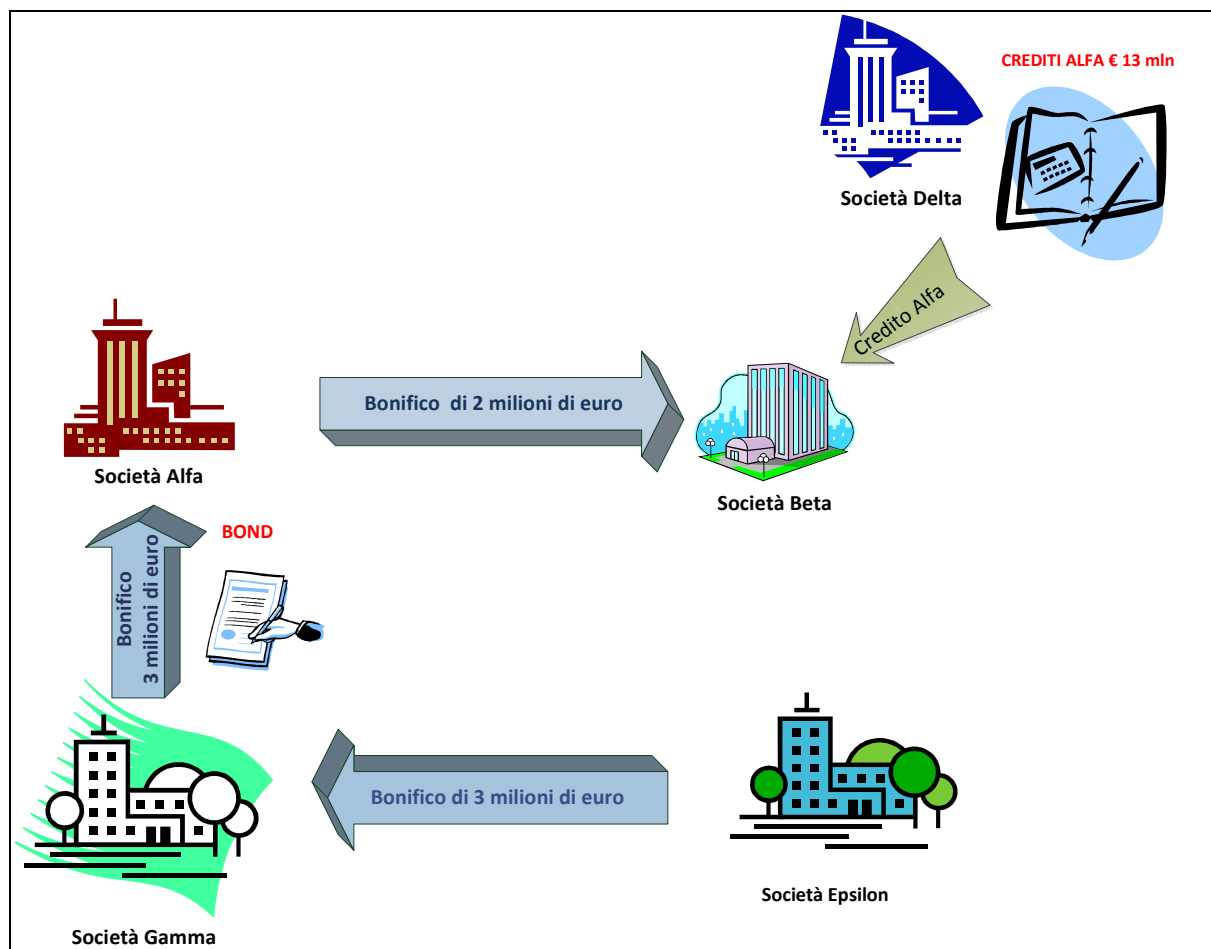 CREDITI ALFA € 13 mln
Società Delta
Credito Alfa
Bonifico di 2 milioni di euro
Società Alfa
Società Beta
BOND
Bonifico
3 milioni di euro
Bonifico di 3 milioni di euro
Società Epsilon
Società Gamma